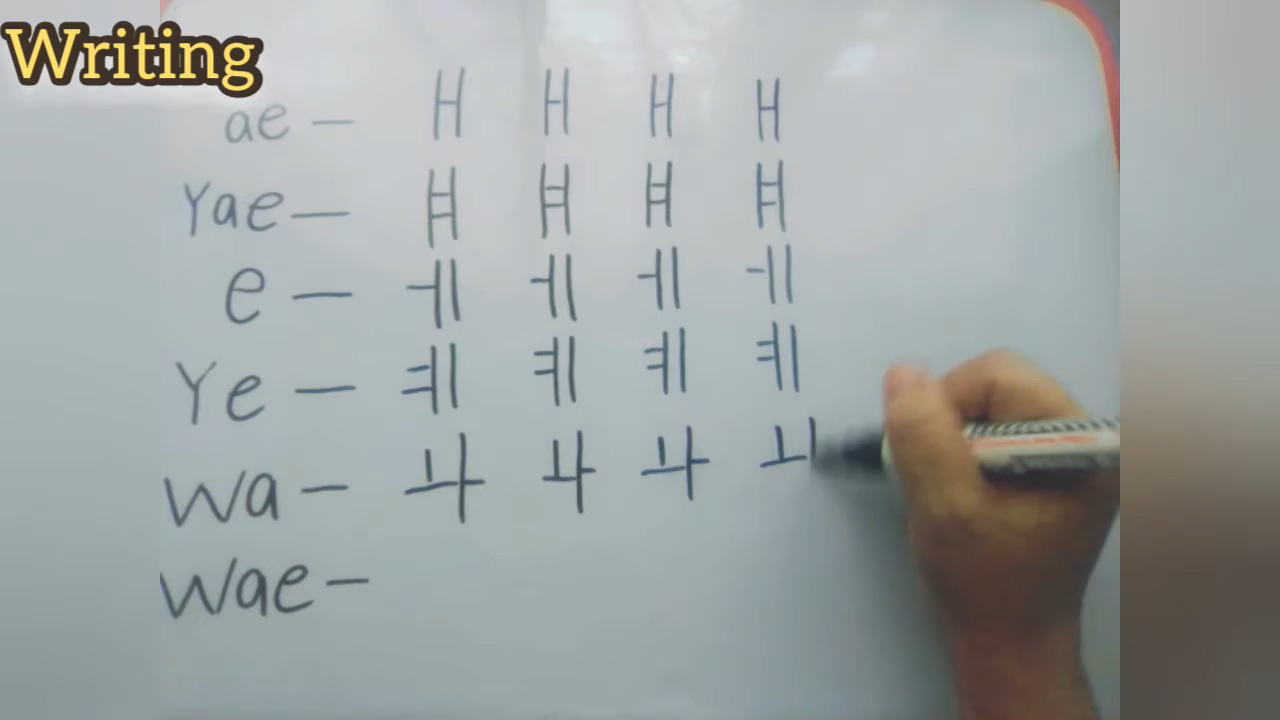 Writing
ae – ㅐ ㅐ ㅐ ㅐ
Yae – ㅒ ㅒ ㅒ ㅒ
e – ㅔ ㅔ ㅔ ㅔ
Ye – ㅖ ㅖ ㅖ ㅖ
Wa – ㅘ ㅘ ㅘ
Wae –